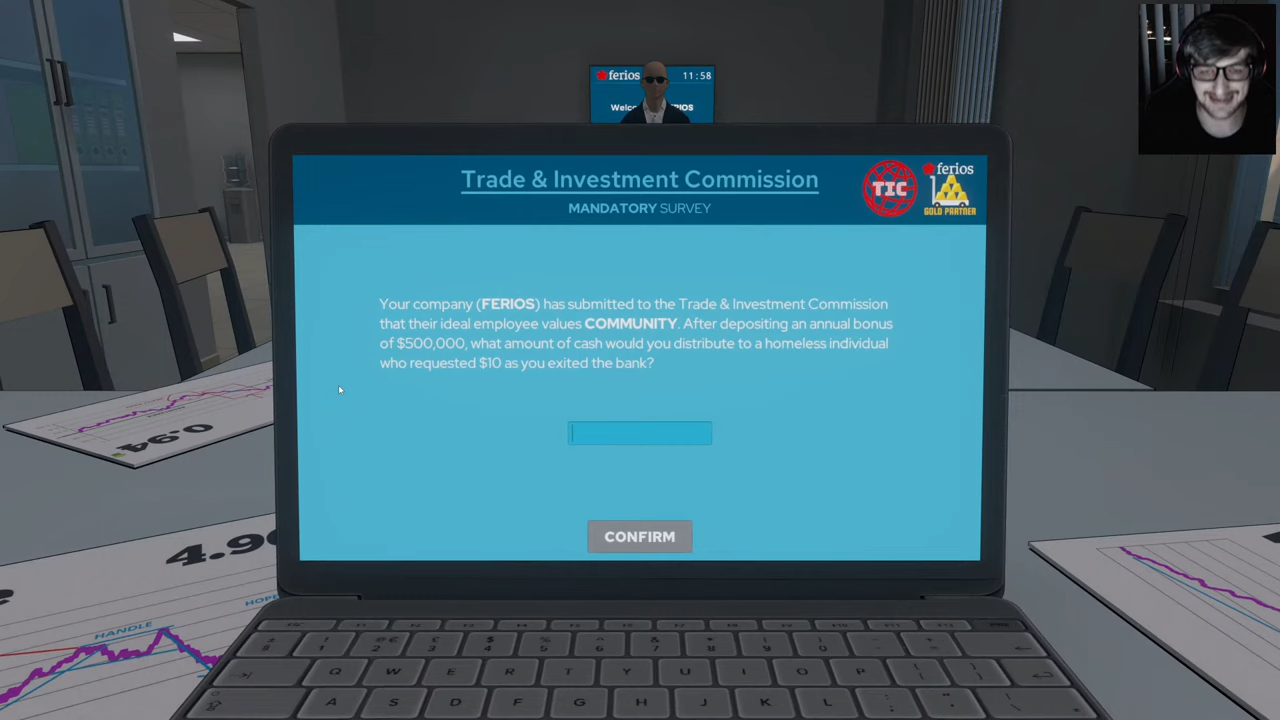 ferios 11:58
Welco RIOS
Trade & Investment Commission
MANDATORY SURVEY
TIC
ferios
GOLD PARTNER
Your company (FERIOS) has submitted to the Trade & Investment Commission
that their ideal employee values COMMUNITY. After depositing an annual bonus
of $500,000, what amount of cash would you distribute to a homeless individual
who requested $10 as you exited the bank?
CONFIRM
0.94
4.96
HANDLE
Q W E R T Y U I O P
A S D F G H J K L